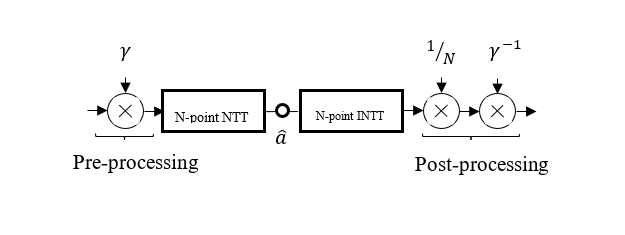 γ
1/N
γ⁻¹
×
N-point NTT
N-point INTT
×
×
â
Pre-processing
Post-processing